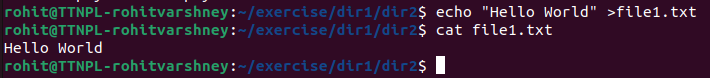 rohit@TTNPL-rohitvarshney:~/exercise/dir1/dir2$ echo "Hello World" >file1.txt
rohit@TTNPL-rohitvarshney:~/exercise/dir1/dir2$ cat file1.txt
Hello World
rohit@TTNPL-rohitvarshney:~/exercise/dir1/dir2$